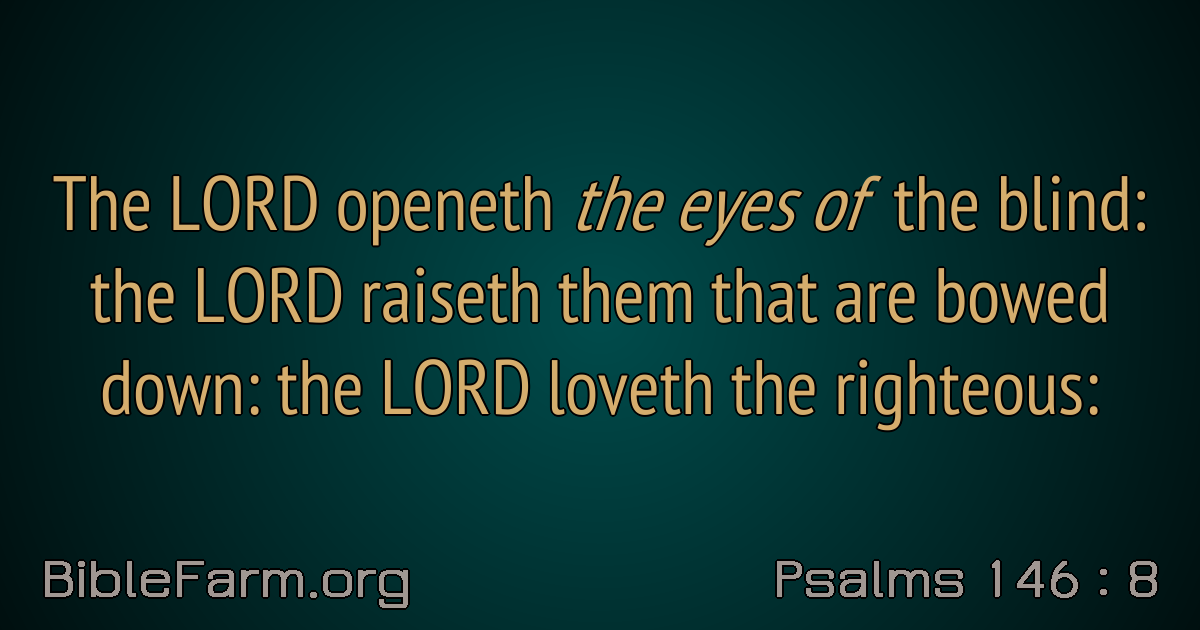 The LORD openeth the eyes of the blind:
the LORD raiseth them that are bowed
down: the LORD loveth the righteous:
BibleFarm.org
Psalms 146 : 8